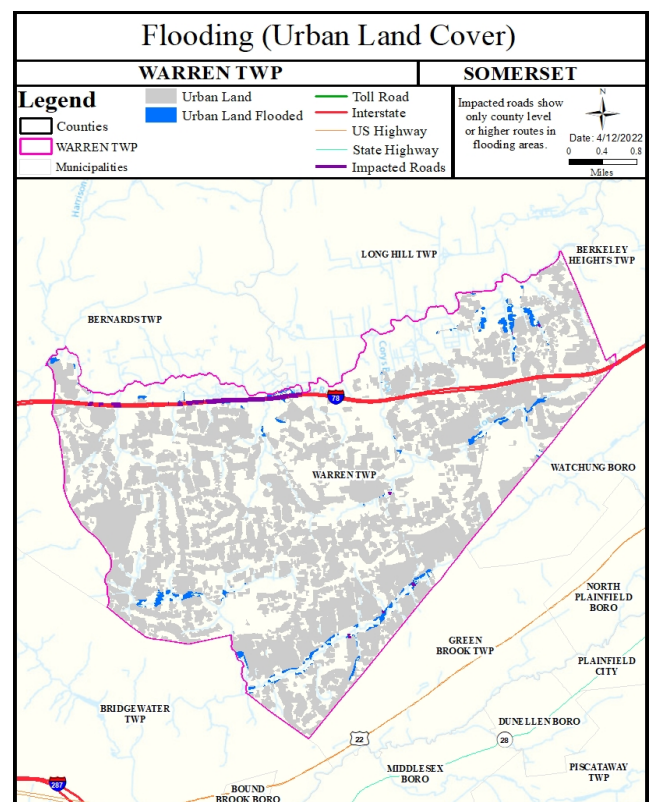 Flooding (Urban Land Cover)
WARREN TWP
SOMERSET
Legend
Counties
WARREN TWP
Municipalities
Urban Land
Urban Land Flooded
Toll Road
Interstate
US Highway
State Highway
Impacted Roads
Impacted roads show
only county level
or higher routes in
flooding areas.
N
Date: 4/12/2022
0 0.4 0.8
Miles
Harrison
LONG HILL TWP
BERKELEY
HEIGHTS TWP
BERNARDS TWP
78
WARREN TWP
WATCHUNG BORO
NORTH
PLAINFIELD
BORO
GREEN
BROOK TWP
PLAINFIELD
CITY
BRIDGEWATER
TWP
DUNELLEN BORO
22
28
MIDDLESEX
BORO
PISCATAWAY
TWP
287
BOUND
BROOK BORO